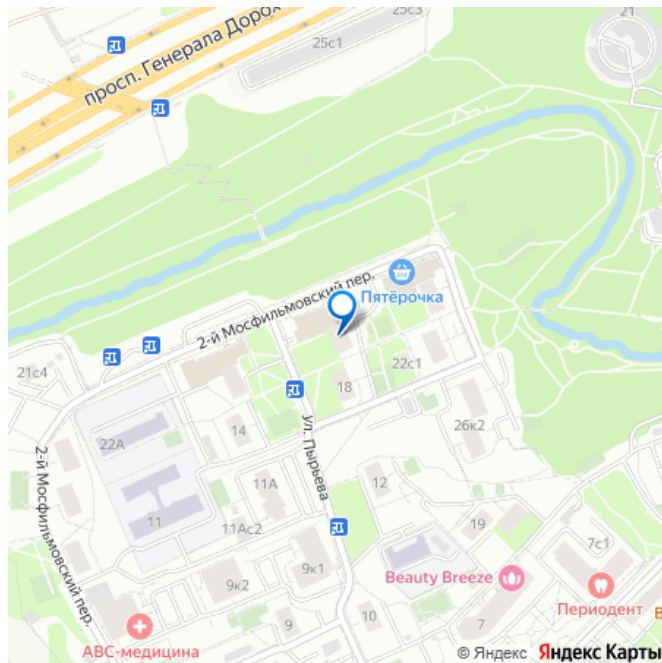 21
25с3
25с1
просп. Генерала Дорох
2-й Мосфильмовский пер.
Пятёрочка
21с4
22с1
18
26к2
14
22А
ул. Пырьева
2-й Мосфильмовский пер.
11А
12
11
11Ас2
19
7с1
9к1
9к2
Beauty Breeze
Периодент
10
9
7
В
АВС-медицина
© Яндекс Яндекс Карты